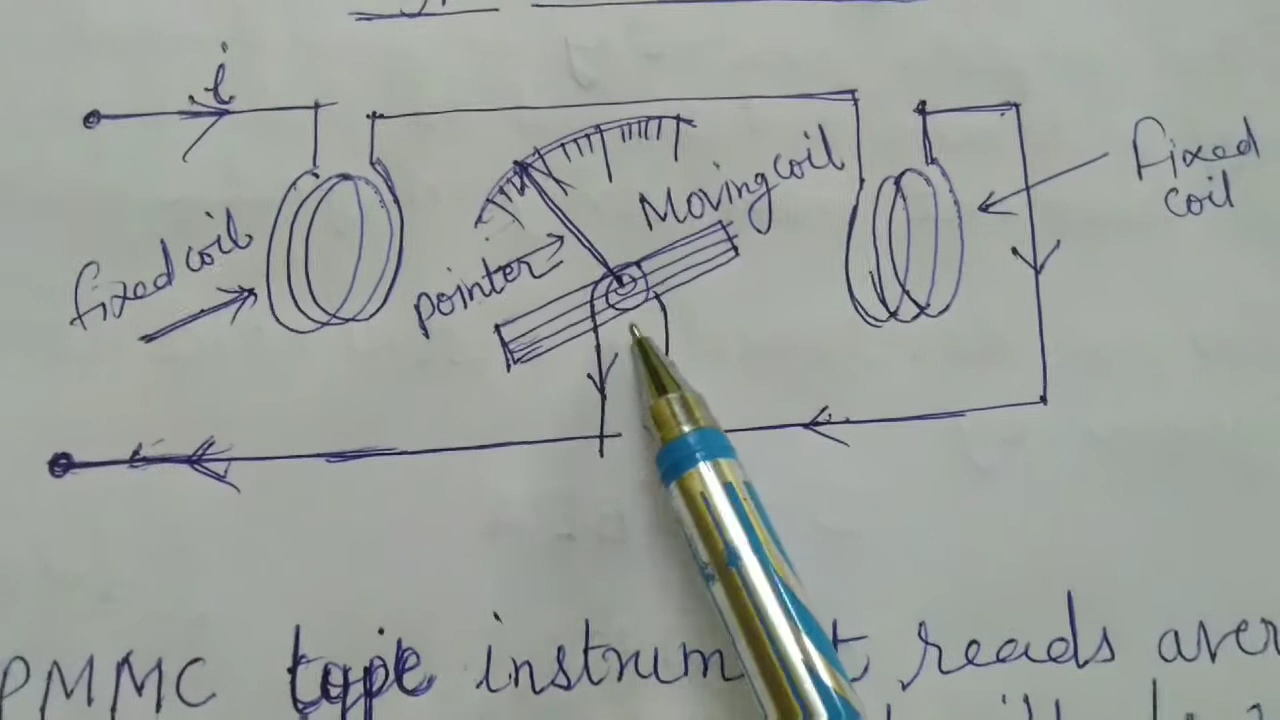 i
Moving coil
fixed coil
fixed
coil
pointer
PMMC tape instrum t reads aver